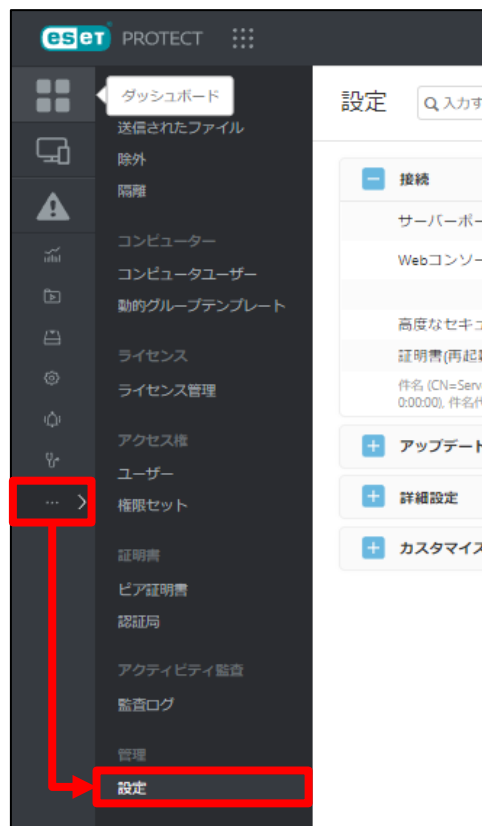 eset PROTECT
ダッシュボード
送信されたファイル
除外
隔離
コンピューター
コンピュータユーザー
動的グループテンプレート
ライセンス
ライセンス管理
アクセス権
ユーザー
権限セット
証明書
ピア証明書
認証局
アクティビティ監査
監査ログ
管理
設定
設定
入力す
接続
サーバーポー
Webコンソー
高度なセキュ
証明書(再起
件名 (CN=Serv
0:00:00), 件名
アップデート
詳細設定
カスタマイズ